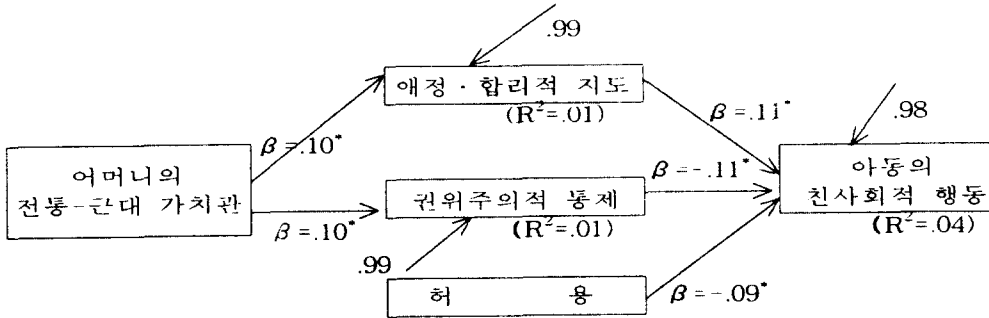 .99
애정·합리적 지도
(R²=.01)
β=.10*
β=.11*
.98
어머니의
전통-근대 가치관
β=.10*
권위주의적 통제
(R²=.01)
.99
β=-.11*
아동의
친사회적 행동
(R²=.04)
허 용
β=-.09*